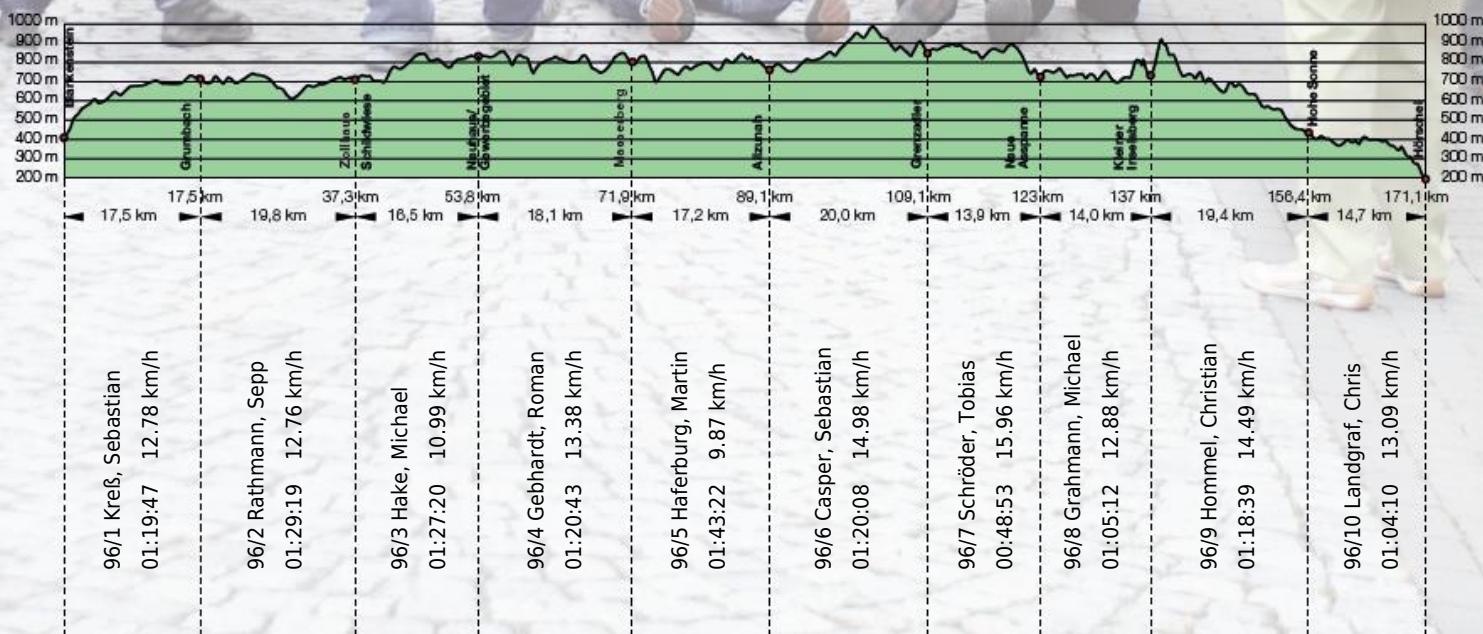 1000 m
900 m
800 m
700 m
600 m
500 m
400 m
300 m
200 m
1000 m
900 m
800 m
700 m
600 m
500 m
400 m
300 m
200 m
Blankenstein
Grumbach
Zollhaus
Schildwiese
Neuhaus/
Masserberg
Allzunah
Grenzadler
Neue
Ausspanne
Kleiner
Inselsberg
Hohe Sonne
Hörschel
17,5 km
37,3 km
53,8 km
71,9 km
89,1 km
109,1 km
123 km
137 km
156,4 km
171,1 km
17,5 km
19,8 km
16,5 km
18,1 km
17,2 km
20,0 km
13,9 km
14,0 km
19,4 km
14,7 km
96/1 Kreß, Sebastian
01:19:47 12.78 km/h
96/2 Rathmann, Sepp
01:29:19 12.76 km/h
96/3 Hake, Michael
01:27:20 10.99 km/h
96/4 Gebhardt, Roman
01:20:43 13.38 km/h
96/5 Haferburg, Martin
01:43:22 9.87 km/h
96/6 Casper, Sebastian
01:20:08 14.98 km/h
96/7 Schröder, Tobias
00:48:53 15.96 km/h
96/8 Grahmann, Michael
01:05:12 12.88 km/h
96/9 Hommel, Christian
01:18:39 14.49 km/h
96/10 Landgraf, Chris
01:04:10 13.09 km/h